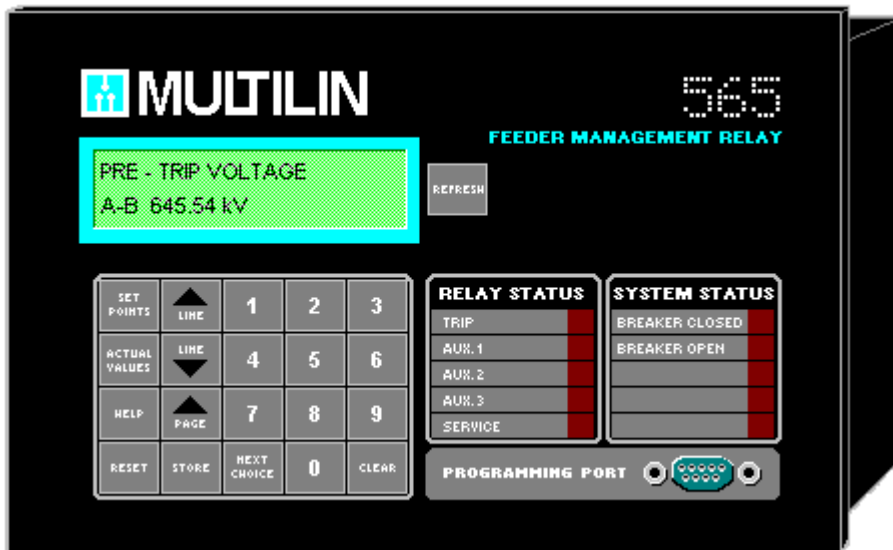 MULTILIN
565
FEEDER MANAGEMENT RELAY
PRE - TRIP VOLTAGE
A-B 645.54 kV
REFRESH
SET POINTS
LINE
1
2
3
ACTUAL VALUES
LINE
4
5
6
HELP
PAGE
7
8
9
RESET
STORE
NEXT CHOICE
0
CLEAR
RELAY STATUS
TRIP
AUX.1
AUX.2
AUX.3
SERVICE
SYSTEM STATUS
BREAKER CLOSED
BREAKER OPEN
PROGRAMMING PORT